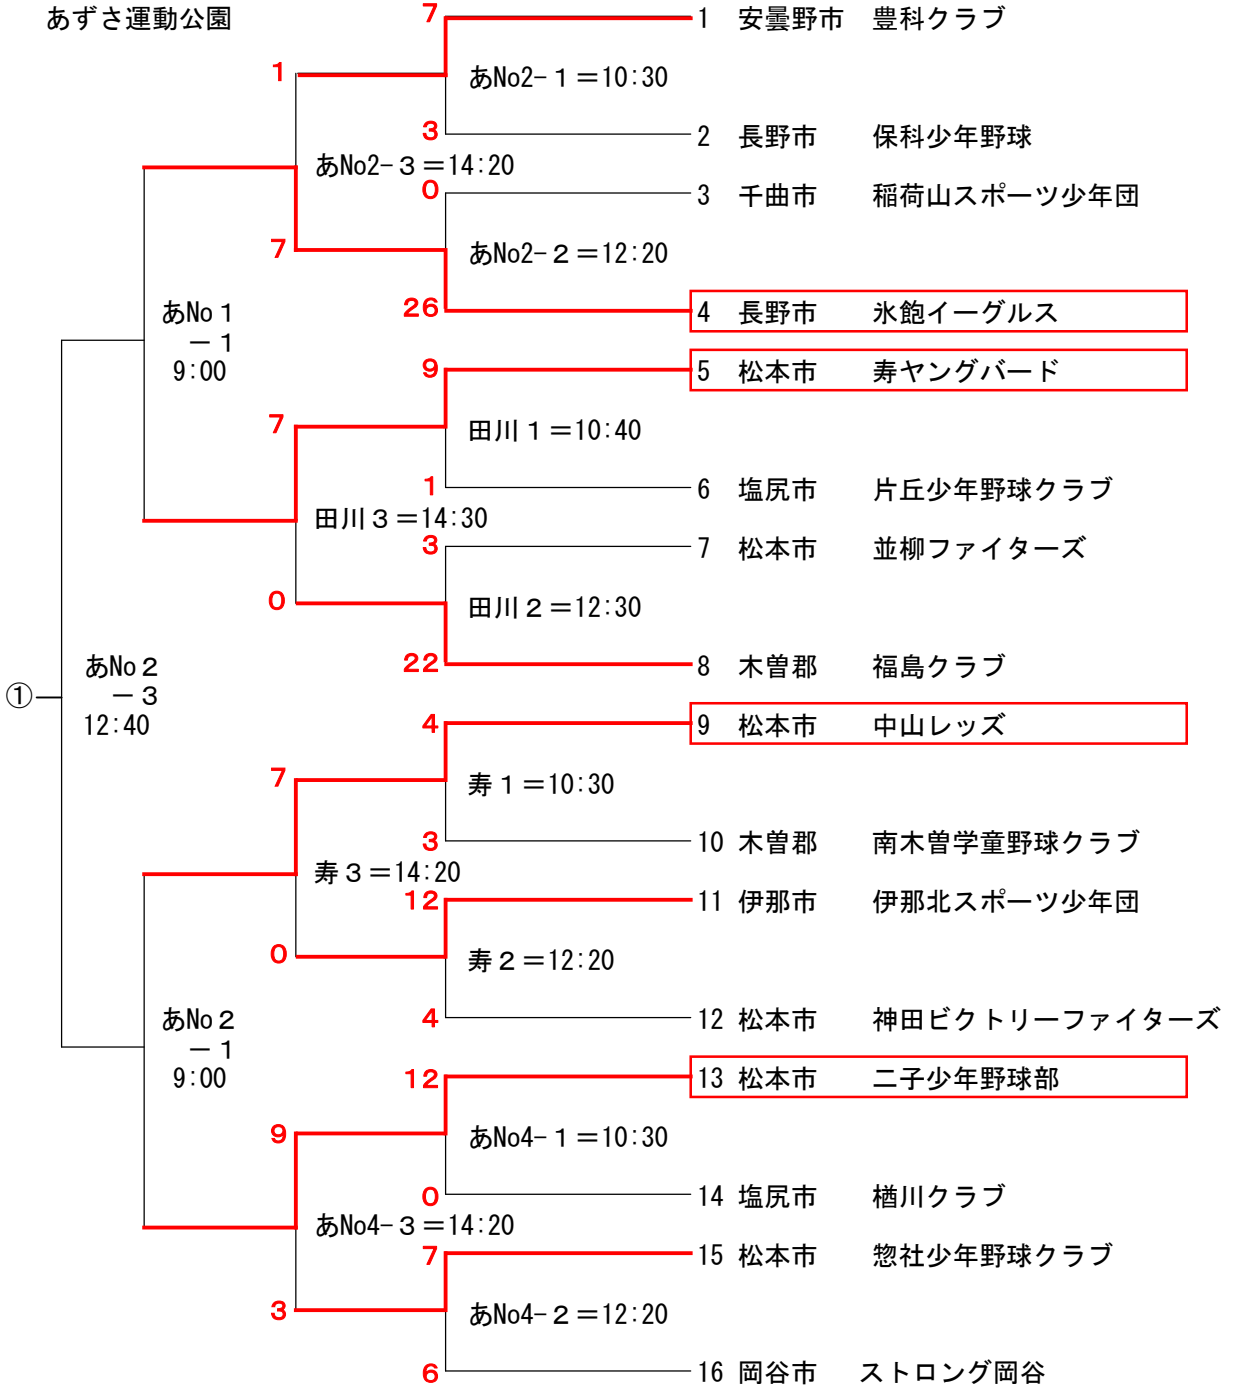 あずさ運動公園
7
1 安曇野市 豊科クラブ
1
あNo2-１＝10:30
3
2 長野市 保科少年野球
あNo2-３＝14:20
0
3 千曲市 稲荷山スポーツ少年団
7
あNo2-２＝12:20
26
4 長野市 氷鉋イーグルス
あNo１
－１
9:00
9
5 松本市 寿ヤングバード
7
田川１＝10:40
1
6 塩尻市 片丘少年野球クラブ
田川３＝14:30
3
7 松本市 並柳ファイターズ
0
田川２＝12:30
22
8 木曽郡 福島クラブ
あNo２
－３
12:40
①
4
9 松本市 中山レッズ
7
寿１＝10:30
3
10 木曽郡 南木曽学童野球クラブ
寿３＝14:20
12
11 伊那市 伊那北スポーツ少年団
0
寿２＝12:20
4
12 松本市 神田ビクトリーファイターズ
あNo２
－１
9:00
12
13 松本市 二子少年野球部
9
あNo4-１＝10:30
0
14 塩尻市 楢川クラブ
あNo4-３＝14:20
7
15 松本市 惣社少年野球クラブ
3
あNo4-２＝12:20
6
16 岡谷市 ストロング岡谷